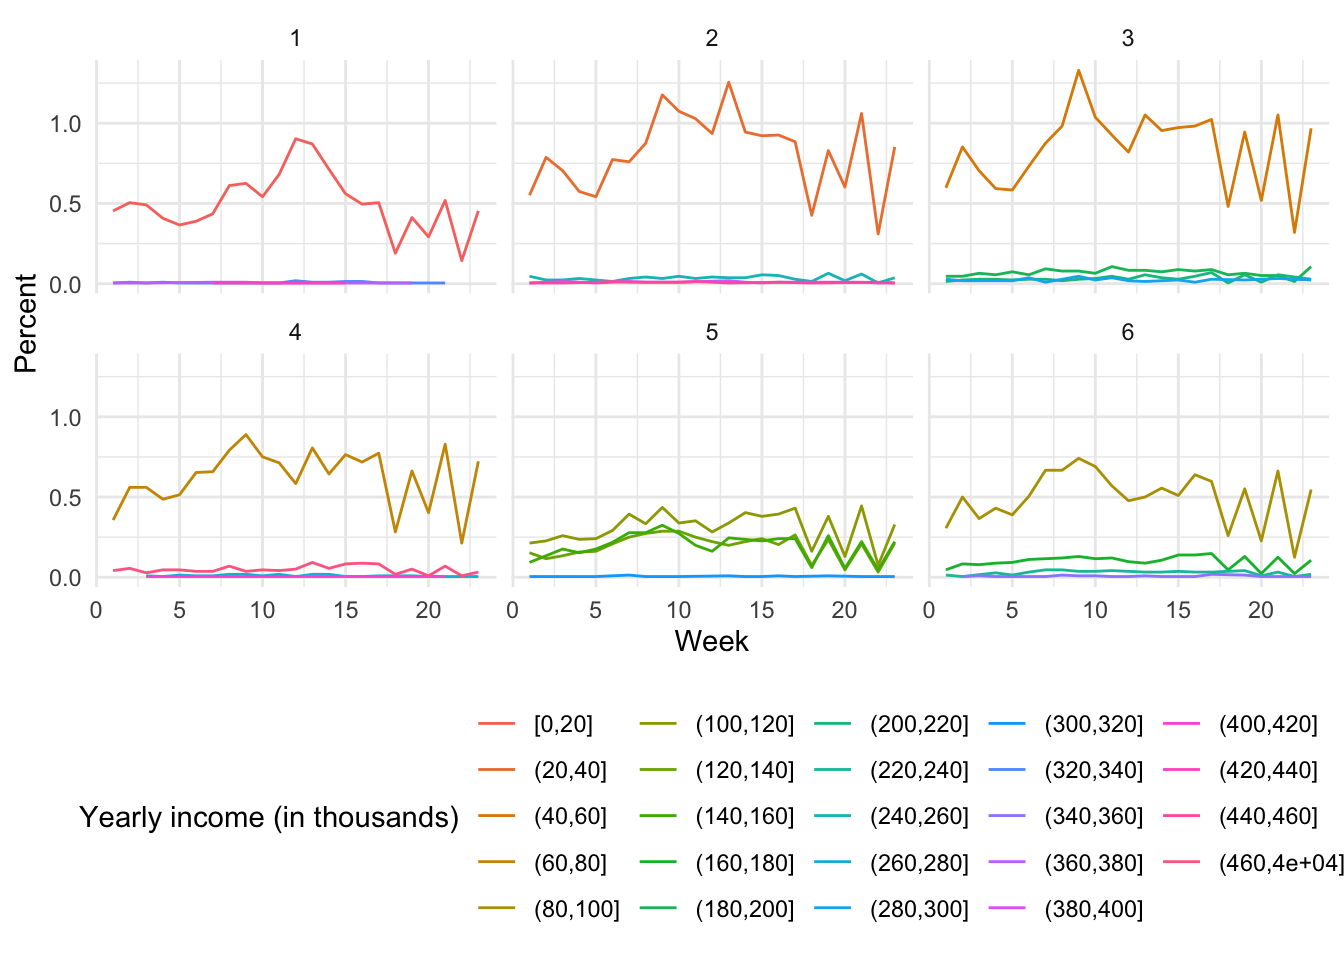 1 2 3
1.0
0.5
0.0
Percent
4 5 6
1.0
0.5
0.0
0 5 10 15 20 0 5 10 15 20 0 5 10 15 20
Week
Yearly income (in thousands)
[0,20] (100,120] (200,220] (300,320] (400,420]
(20,40] (120,140] (220,240] (320,340] (420,440]
(40,60] (140,160] (240,260] (340,360] (440,460]
(60,80] (160,180] (260,280] (360,380] (460,4e+04]
(80,100] (180,200] (280,300] (380,400]